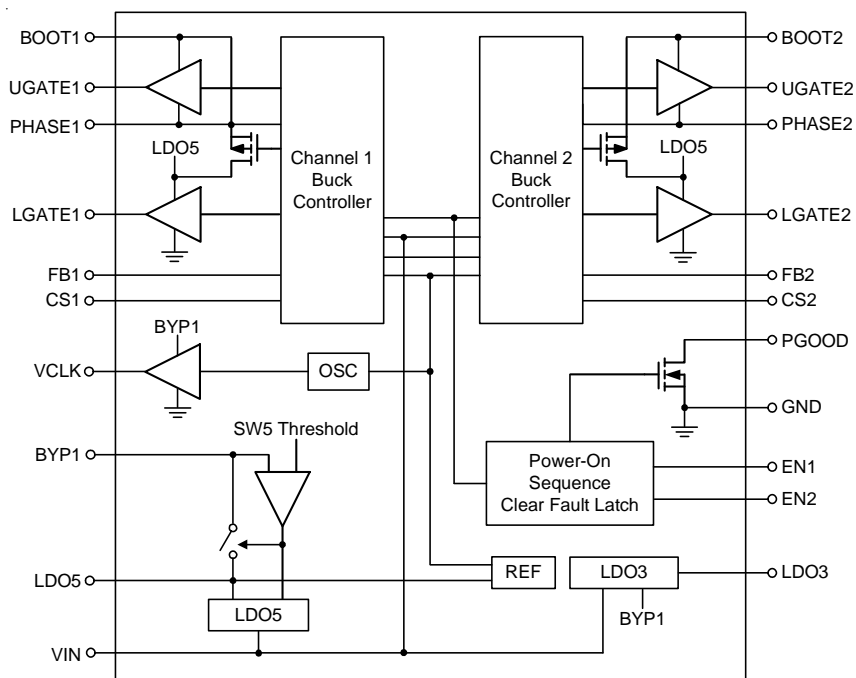 BOOT1
UGATE1
PHASE1
LDO5
LGATE1
FB1
CS1
BYP1
VCLK
OSC
SW5 Threshold
BYP1
LDO5
LDO5
VIN
Channel 1
Buck
Controller
Channel 2
Buck
Controller
BOOT2
UGATE2
PHASE2
LDO5
LGATE2
FB2
CS2
PGOOD
GND
Power-On
Sequence
Clear Fault Latch
EN1
EN2
REF
LDO3
LDO3
BYP1